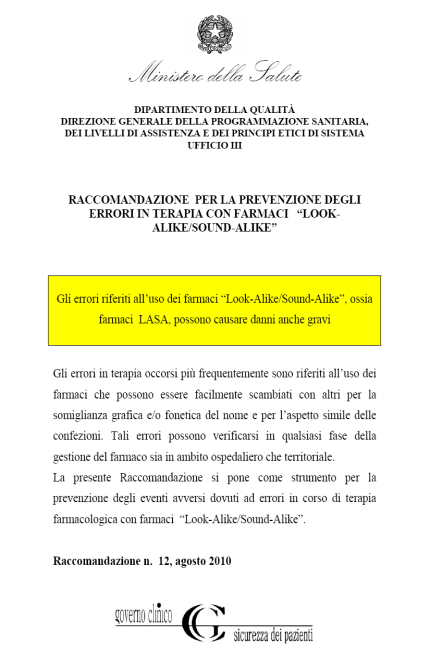 Ministero della Salute
DIPARTIMENTO DELLA QUALITÀ
DIREZIONE GENERALE DELLA PROGRAMMAZIONE SANITARIA,
DEI LIVELLI DI ASSISTENZA E DEI PRINCIPI ETICI DI SISTEMA
UFFICIO III
RACCOMANDAZIONE PER LA PREVENZIONE DEGLI
ERRORI IN TERAPIA CON FARMACI “LOOK-
ALIKE/SOUND-ALIKE”
Gli errori riferiti all’uso dei farmaci “Look-Alike/Sound-Alike”, ossia
farmaci LASA, possono causare danni anche gravi
Gli errori in terapia occorsi più frequentemente sono riferiti all’uso dei
farmaci che possono essere facilmente scambiati con altri per la
somiglianza grafica e/o fonetica del nome e per l’aspetto simile delle
confezioni. Tali errori possono verificarsi in qualsiasi fase della
gestione del farmaco sia in ambito ospedaliero che territoriale.
La presente Raccomandazione si pone come strumento per la
prevenzione degli eventi avversi dovuti ad errori in corso di terapia
farmacologica con farmaci “Look-Alike/Sound-Alike”.
Raccomandazione n. 12, agosto 2010
governo clinico
CG
sicurezza dei pazienti